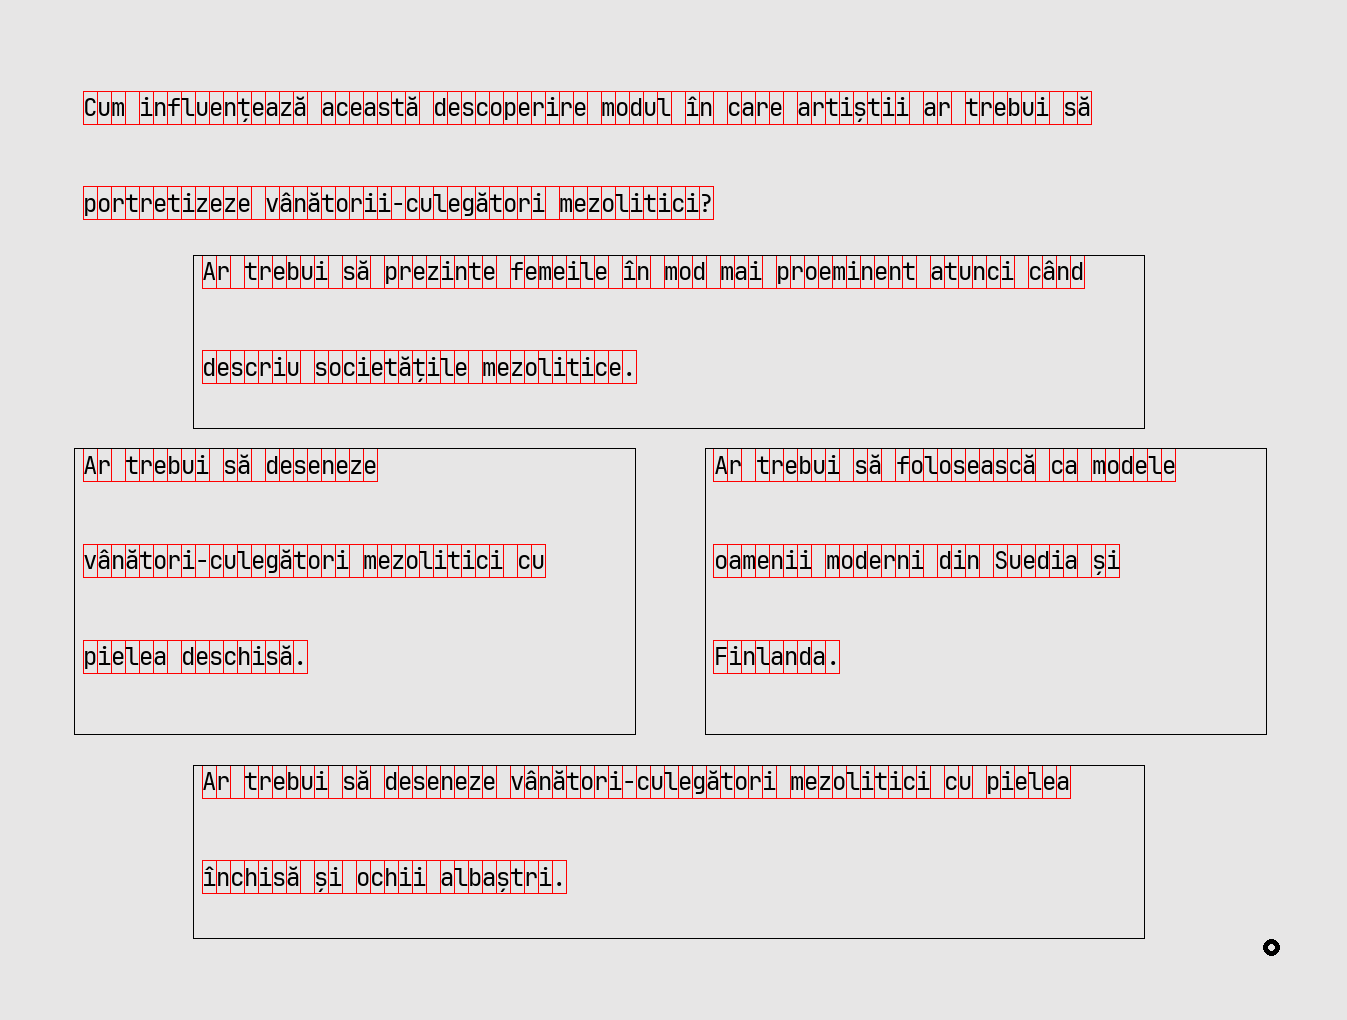 Cum influențează această descoperire modul în care artiștii ar trebui să
portretizeze vânătorii-culegători mezolitici?
Ar trebui să prezinte femeile în mod mai proeminent atunci când
descriu societățile mezolitice.
Ar trebui să deseneze
vânători-culegători mezolitici cu
pielea deschisă.
Ar trebui să folosească ca modele
oamenii moderni din Suedia și
Finlanda.
Ar trebui să deseneze vânători-culegători mezolitici cu pielea
închisă și ochii albaștri.